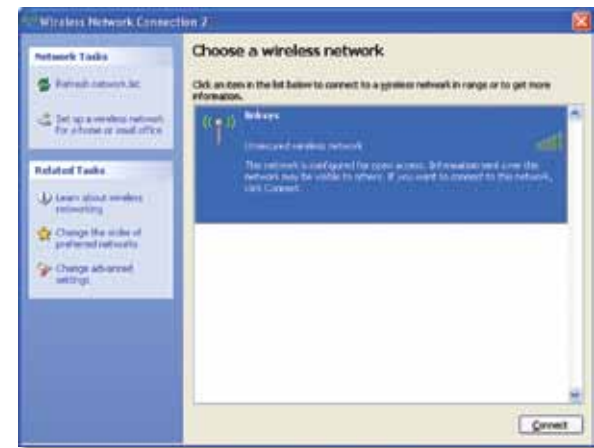 Wireless Network Connection 2
Network Tasks
Refresh network list
Set up a wireless network
for a home or small office
Related Tasks
Learn about wireless
networking
Change the order of
preferred networks
Change advanced
settings
Choose a wireless network
Click an item in the list below to connect to a wireless network in range or to get more
information.
linksys
Unsecured wireless network
This network is configured for open access. Information sent over this
network may be visible to others. If you want to connect to this network,
click Connect.
Connect